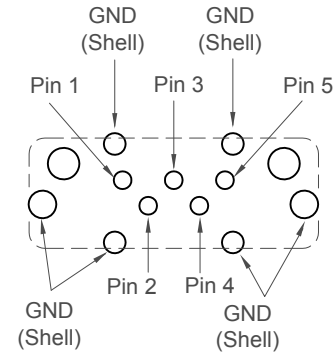 GND
(Shell)
GND
(Shell)
Pin 1
Pin 3
Pin 5
Pin 2
Pin 4
GND
(Shell)
GND
(Shell)